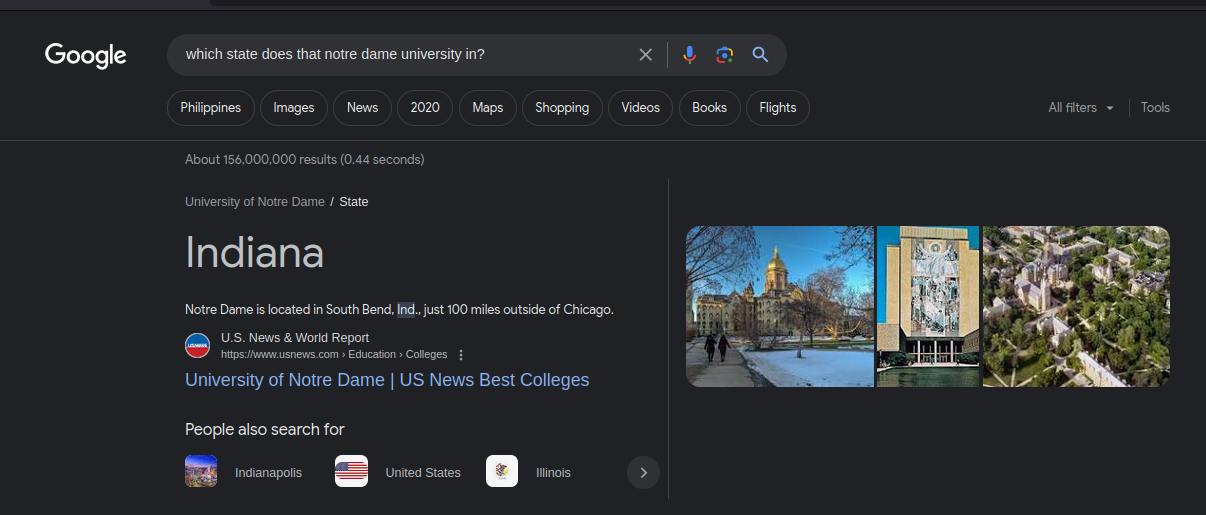 Google
which state does that notre dame university in?
Philippines
Images
News
2020
Maps
Shopping
Videos
Books
Flights
All filters
Tools
About 156,000,000 results (0.44 seconds)
University of Notre Dame / State
Indiana
Notre Dame is located in South Bend, Ind., just 100 miles outside of Chicago.
USNEWS
U.S. News & World Report
https://www.usnews.com › Education › Colleges
University of Notre Dame | US News Best Colleges
People also search for
Indianapolis
United States
Illinois